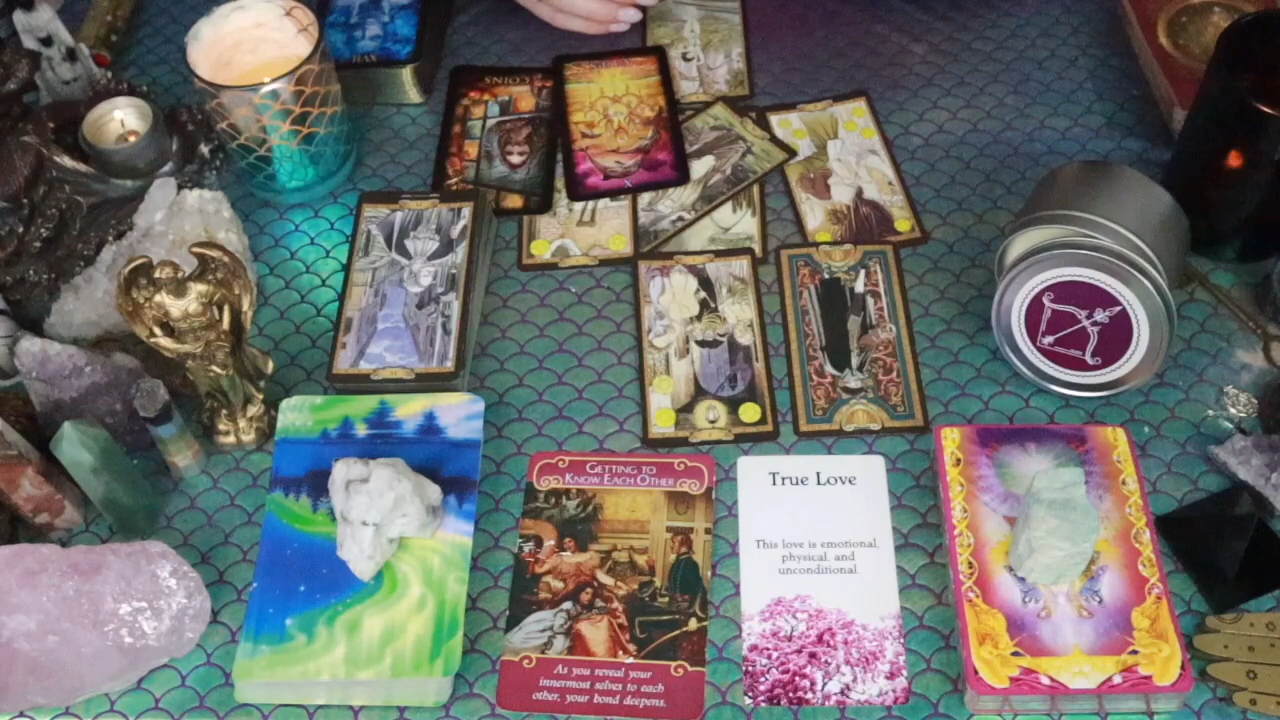 XVII
COINS
X
GETTING TO
KNOW EACH OTHER
As you reveal your
innermost selves to each
other, your bond deepens.
True Love
This love is emotional,
physical, and
unconditional.